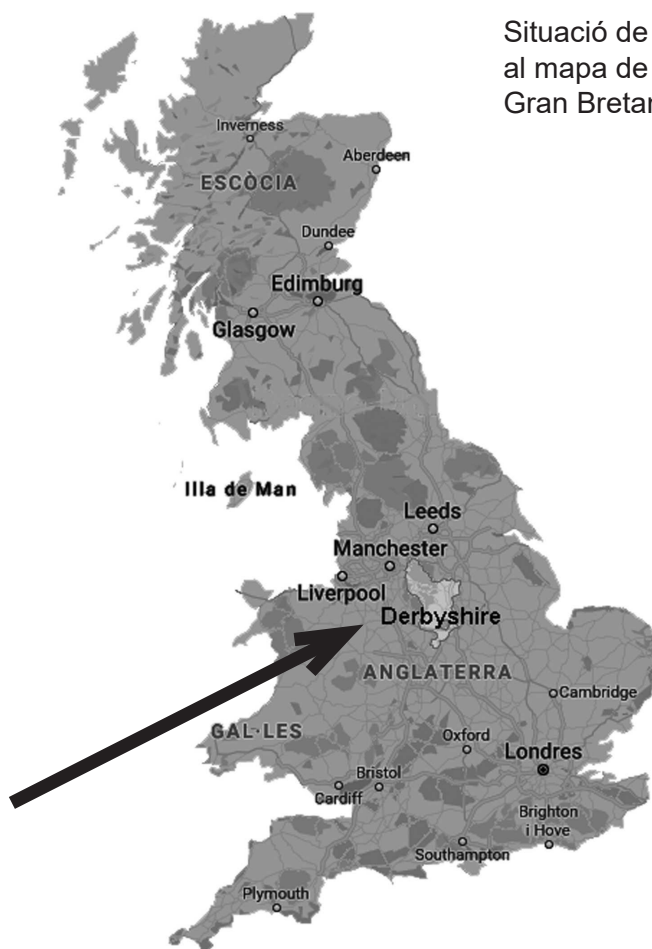 Situació de
al mapa de
Gran
Inverness
Aberdeen
ESCÒCIA
Dundee
Edimburg
Glasgow
Illa de Man
Leeds
Manchester
Liverpool
Derbyshire
ANGLATERRA
Cambridge
GAL·LES
Oxford
Londres
Bristol
Cardiff
Brighton
i Hove
Southampton
Plymouth